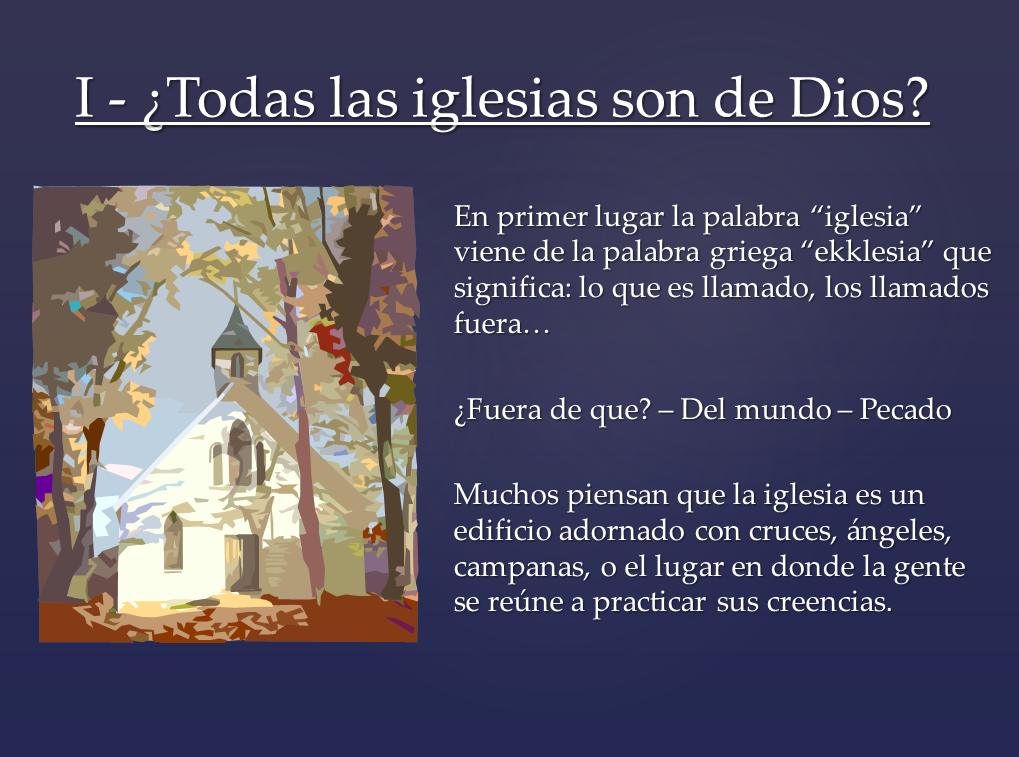 I - ¿Todas las iglesias son de Dios?
En primer lugar la palabra “iglesia”
viene de la palabra griega “ekklesia” que
significa: lo que es llamado, los llamados
fuera…
¿Fuera de que? – Del mundo – Pecado
Muchos piensan que la iglesia es un
edificio adornado con cruces, ángeles,
campanas, o el lugar en donde la gente
se reúne a practicar sus creencias.